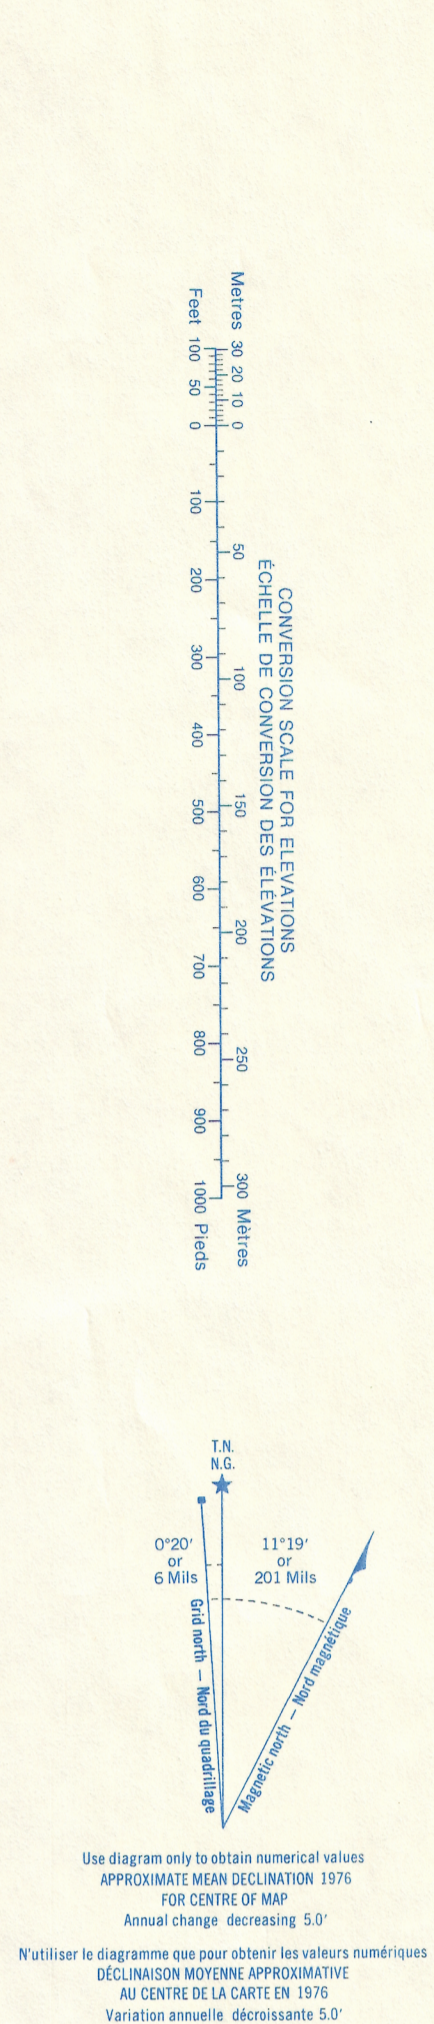 CONVERSION SCALE FOR ELEVATIONS
ÉCHELLE DE CONVERSION DES ÉLÉVATIONS
Metres 30 20 10 0 50 100 150 200 250 300 Mètres
Feet 100 50 0 100 200 300 400 500 600 700 800 900 1000 Pieds
T.N.
N.G.
0°20′
or
6 Mils
11°19′
or
201 Mils
Grid north — Nord du quadrillage
Magnetic north — Nord magnétique
Use diagram only to obtain numerical values
APPROXIMATE MEAN DECLINATION 1976
FOR CENTRE OF MAP
Annual change decreasing 5.0′
N'utiliser le diagramme que pour obtenir les valeurs numériques
DÉCLINAISON MOYENNE APPROXIMATIVE
AU CENTRE DE LA CARTE EN 1976
Variation annuelle décroissante 5.0′